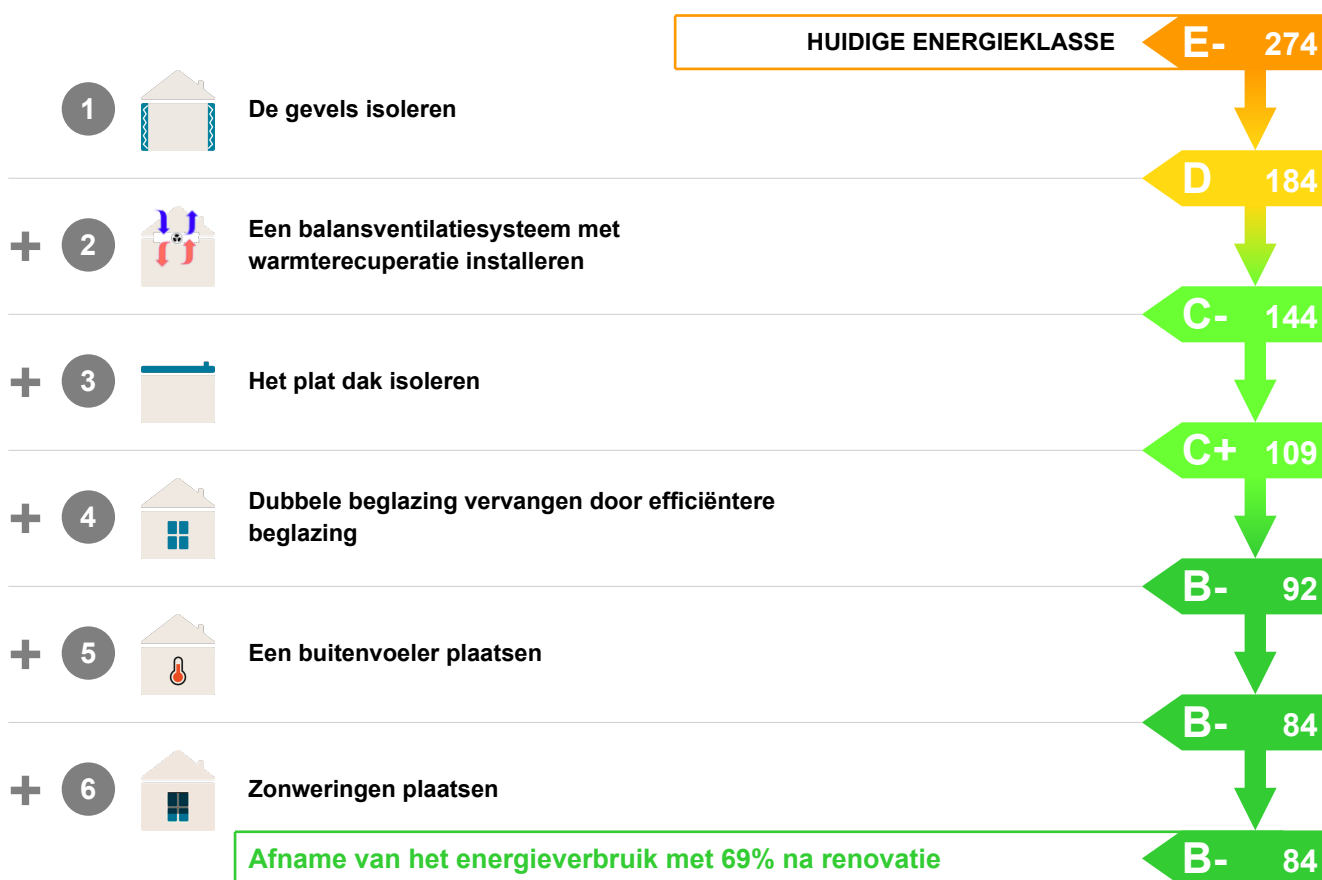 HUIDIGE ENERGIEKLASSE E- 274
1 De gevels isoleren
D 184
+ 2 Een balansventilatiesysteem met
warmterecuperatie installeren
C- 144
+ 3 Het plat dak isoleren
C+ 109
+ 4 Dubbele beglazing vervangen door efficiëntere
beglazing
B- 92
+ 5 Een buitenvoeler plaatsen
B- 84
+ 6 Zonweringen plaatsen
Afname van het energieverbruik met 69% na renovatie B- 84